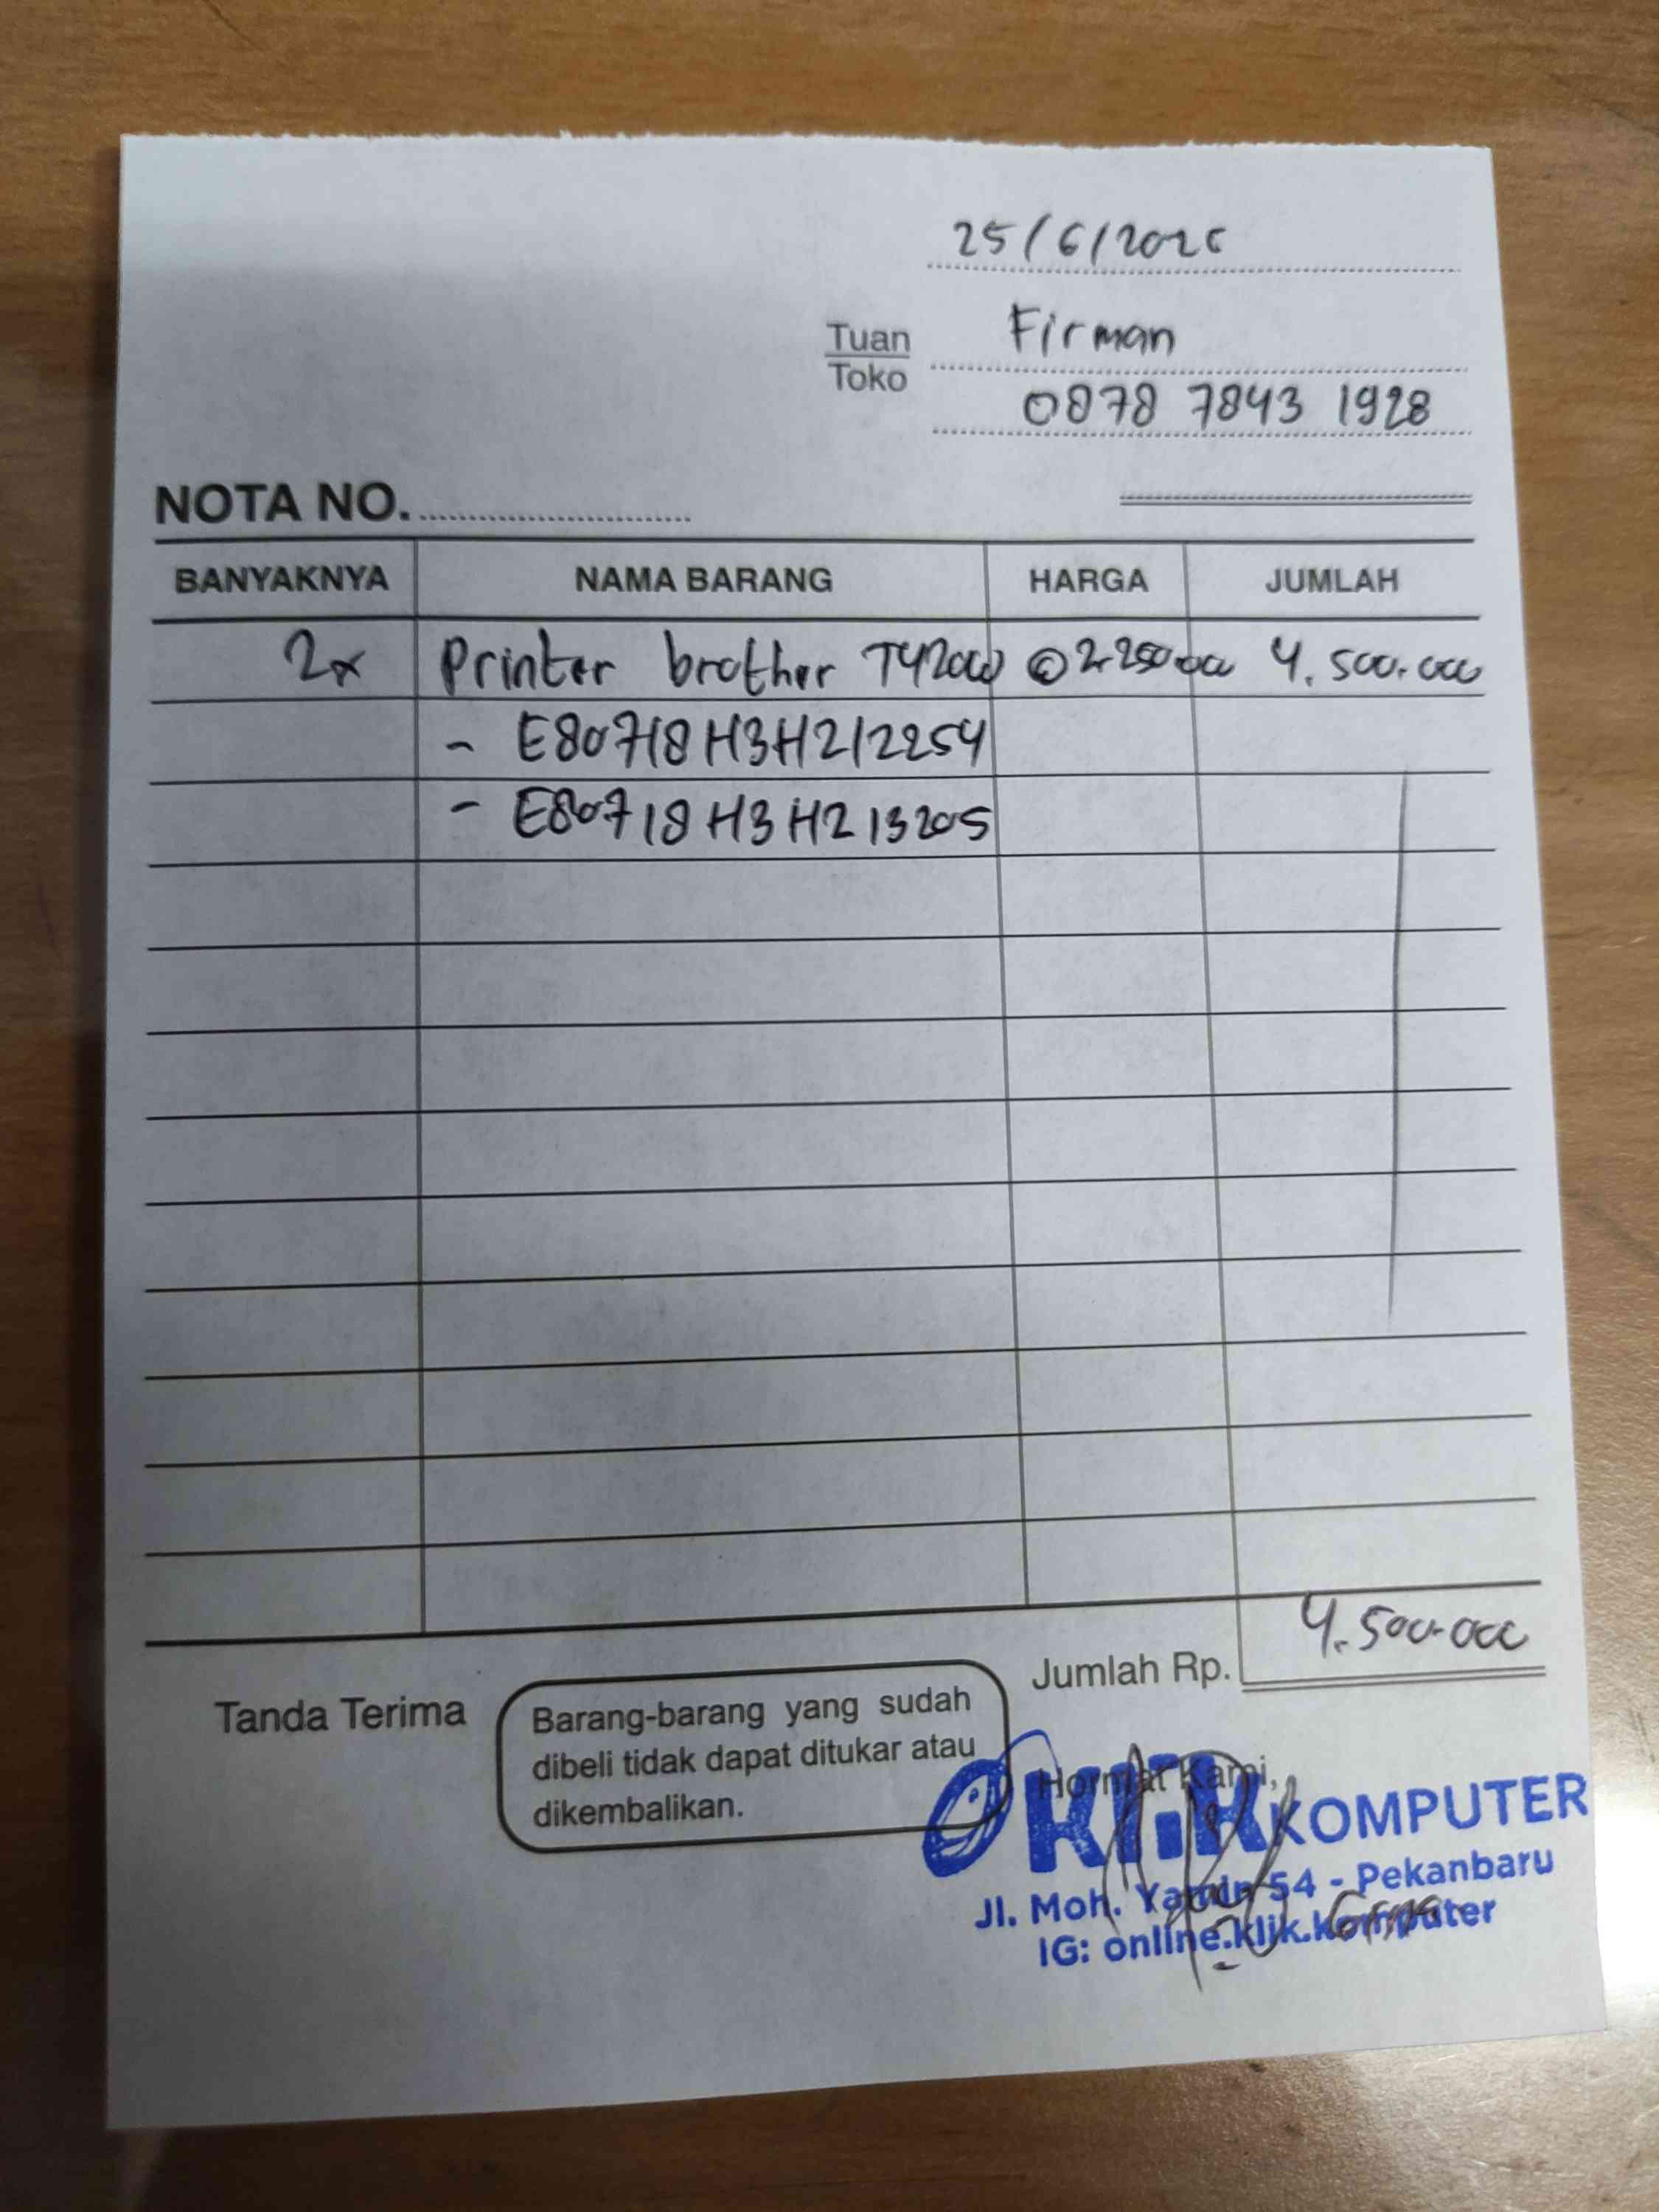 25/6/2025
Tuan
Toko
Firman
0878 7843 1928
NOTA NO.
BANYAKNYA NAMA BARANG HARGA JUMLAH
2x Printer brother T420W @2.250.000 4.500.000
- E80718H3H212254
- E80718H3H213205
Jumlah Rp. 4.500.000
Tanda Terima
Barang-barang yang sudah
dibeli tidak dapat ditukar atau
dikembalikan.
Hormat Kami,
OKlik KOMPUTER
Jl. Moh. Yamin 54 - Pekanbaru
IG: online.klik.komputer